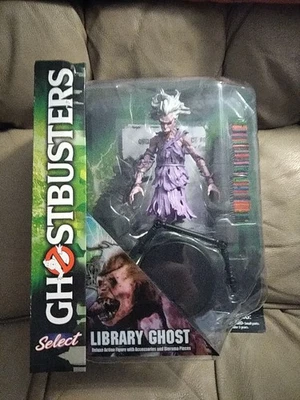 GHOSTBUSTERS
Select
LIBRARY GHOST
Deluxe Action Figure with Accessories and Diorama Pieces